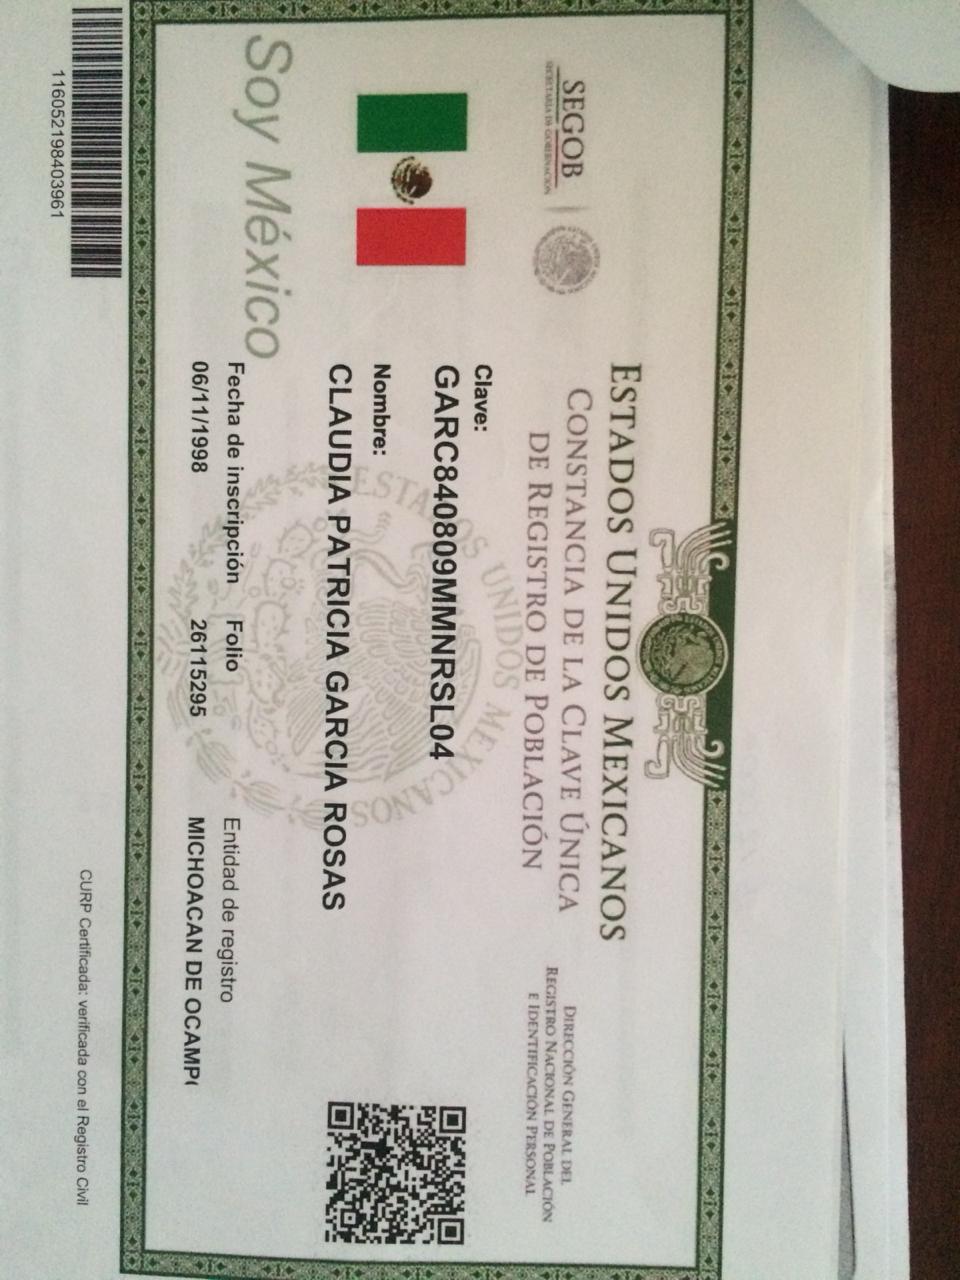 ESTADOS UNIDOS MEXICANOS
SEGOB
SECRETARÍA DE GOBERNACIÓN
CONSTANCIA DE LA CLAVE ÚNICA
DE REGISTRO DE POBLACIÓN
DIRECCIÓN GENERAL DEL
REGISTRO NACIONAL DE POBLACIÓN
E IDENTIFICACIÓN PERSONAL
ESTADOS UNIDOS MEXICANOS
Clave:
GARC840809MMNRSL04
Nombre:
CLAUDIA PATRICIA GARCIA ROSAS
Soy México
Fecha de inscripción Folio Entidad de registro
06/11/1998 26115295 MICHOACAN DE OCAMP
116052198403961
CURP Certificada: verificada con el Registro Civil